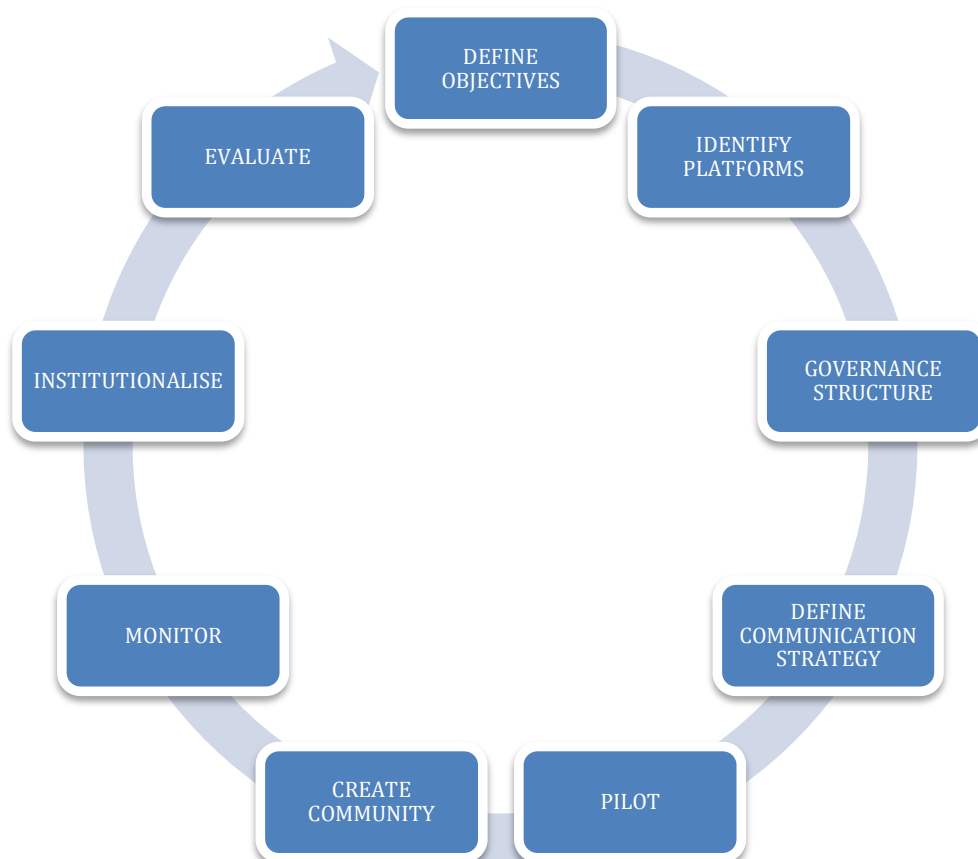 DEFINE
OBJECTIVES
IDENTIFY
PLATFORMS
GOVERNANCE
STRUCTURE
DEFINE
COMMUNICATION
STRATEGY
PILOT
CREATE
COMMUNITY
MONITOR
INSTITUTIONALISE
EVALUATE